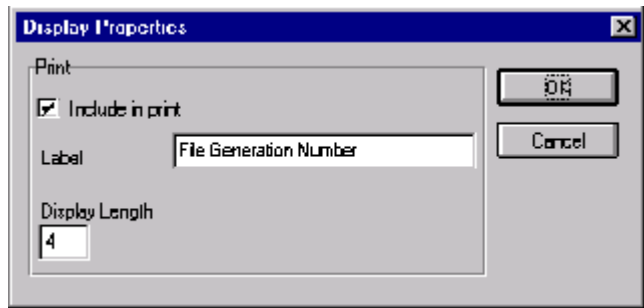 Display Properties
Print
Include in print
Label
File Generation Number
Display Length
4
OK
Cancel